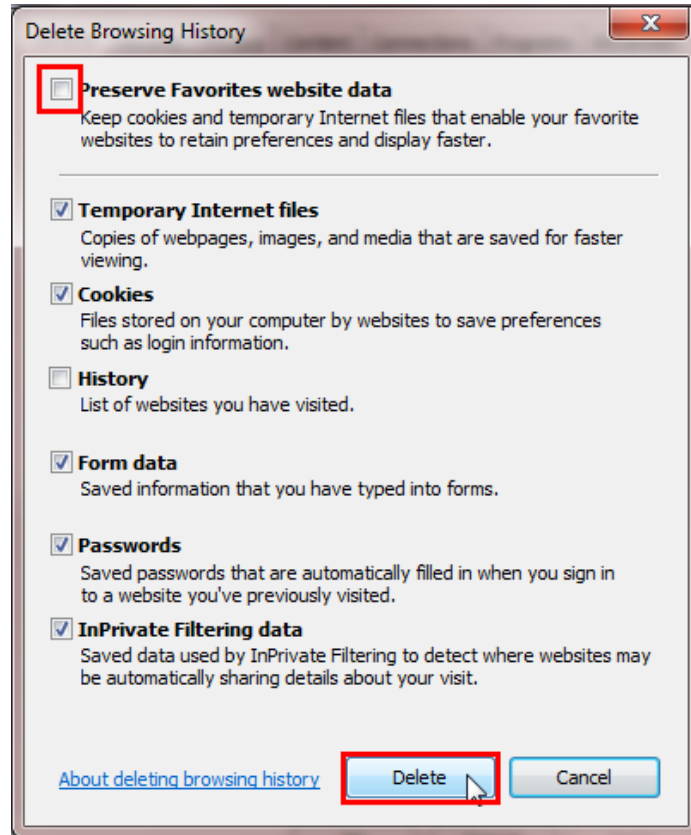 Delete Browsing History
Preserve Favorites website data
Keep cookies and temporary Internet files that enable your favorite
websites to retain preferences and display faster.
Temporary Internet files
Copies of webpages, images, and media that are saved for faster
viewing.
Cookies
Files stored on your computer by websites to save preferences
such as login information.
History
List of websites you have visited.
Form data
Saved information that you have typed into forms.
Passwords
Saved passwords that are automatically filled in when you sign in
to a website you've previously visited.
InPrivate Filtering data
Saved data used by InPrivate Filtering to detect where websites may
be automatically sharing details about your visit.
About deleting browsing history Delete Cancel